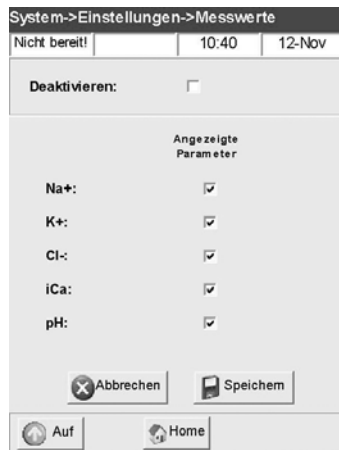 System->Einstellungen->Messwerte
Nicht bereit! 10:40 12-Nov
Deaktivieren:
Angezeigte
Parameter
Na+:
K+:
Cl-:
iCa:
pH:
Abbrechen Speichern
Auf Home